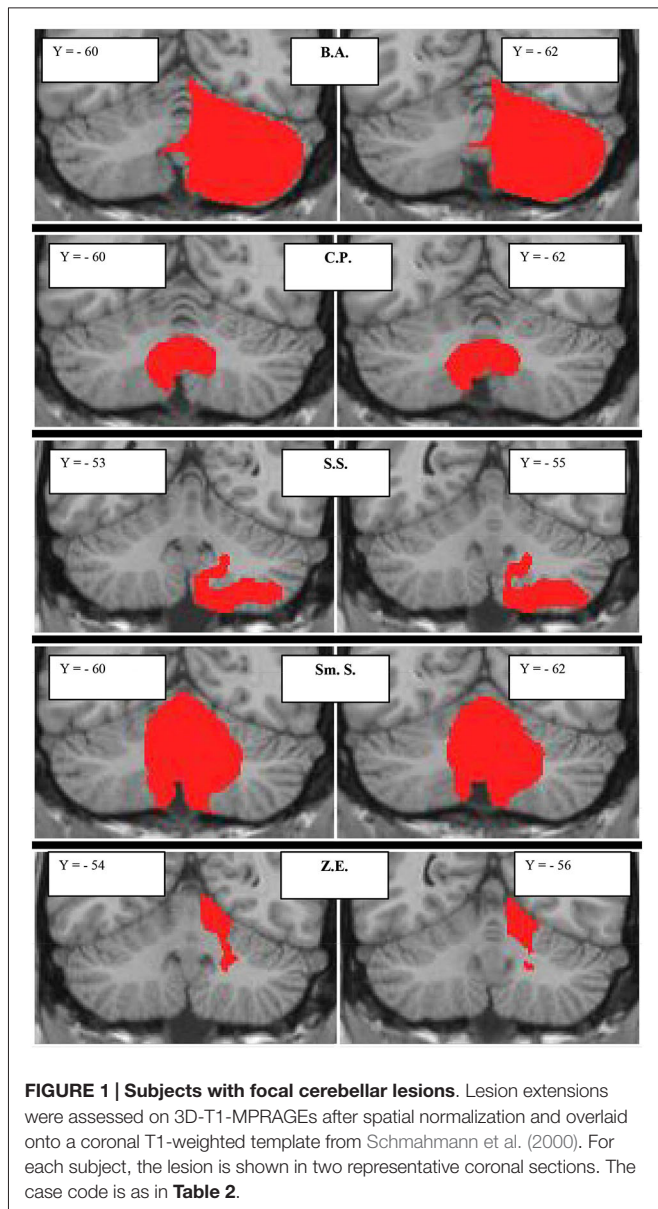 Y = - 60
B.A.
Y = - 62
Y = - 60
C.P.
Y = - 62
Y = - 53
S.S.
Y = - 55
Y = - 60
Sm. S.
Y = - 62
Y = - 54
Z.E.
Y = - 56
FIGURE 1 | Subjects with focal cerebellar lesions. Lesion extensions
were assessed on 3D-T1-MPRAGEs after spatial normalization and overlaid
onto a coronal T1-weighted template from Schmahmann et al. (2000). For
each subject, the lesion is shown in two representative coronal sections. The
case code is as in Table 2.